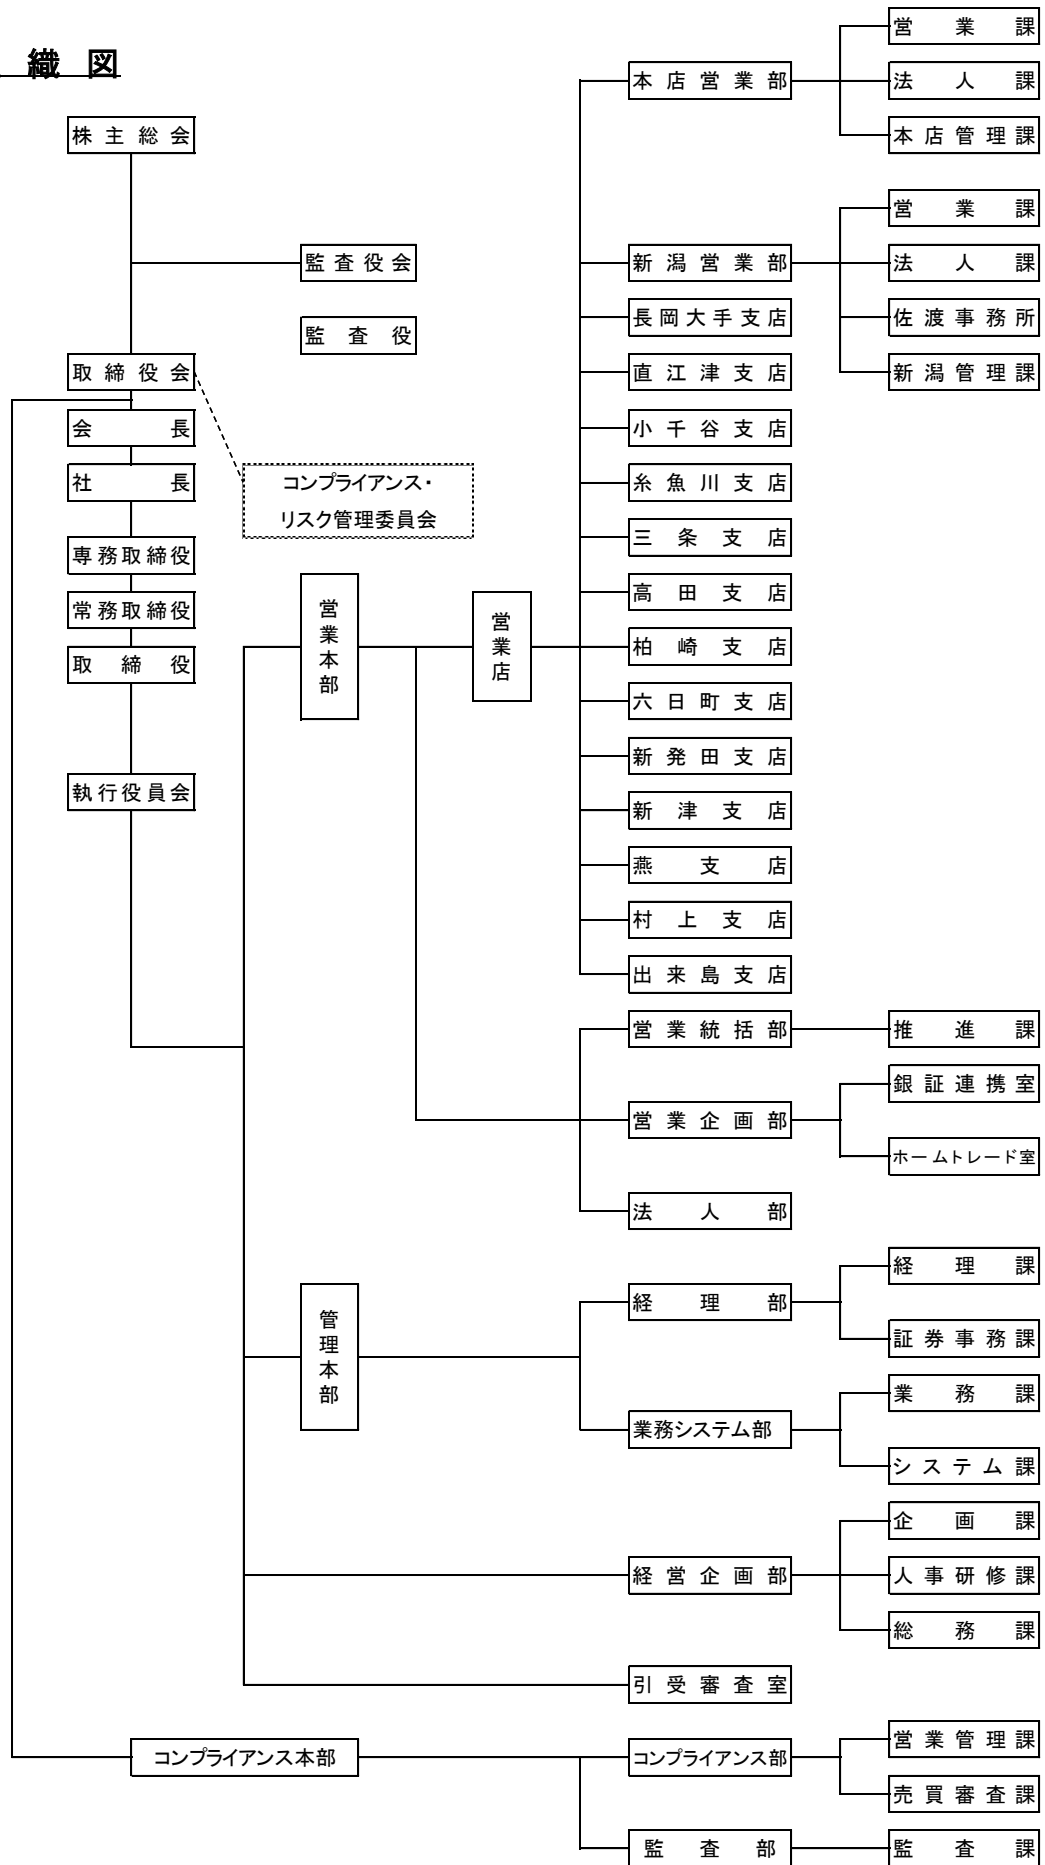 織図
株主総会
監査役会
監査役
取締役会
会長
社長
専務取締役
常務取締役
取締役
執行役員会
コンプライアンス・
リスク管理委員会
営業本部
営業店
本店営業部
営業課
法人課
本店管理課
新潟営業部
営業課
法人課
佐渡事務所
新潟管理課
長岡大手支店
直江津支店
小千谷支店
糸魚川支店
三条支店
高田支店
柏崎支店
六日町支店
新発田支店
新津支店
燕支店
村上支店
出来島支店
営業統括部
推進課
営業企画部
銀証連携室
ホームトレード室
法人部
管理本部
経理部
経理課
証券事務課
業務システム部
業務課
システム課
経営企画部
企画課
人事研修課
総務課
引受審査室
コンプライアンス本部
コンプライアンス部
営業管理課
売買審査課
監査部
監査課